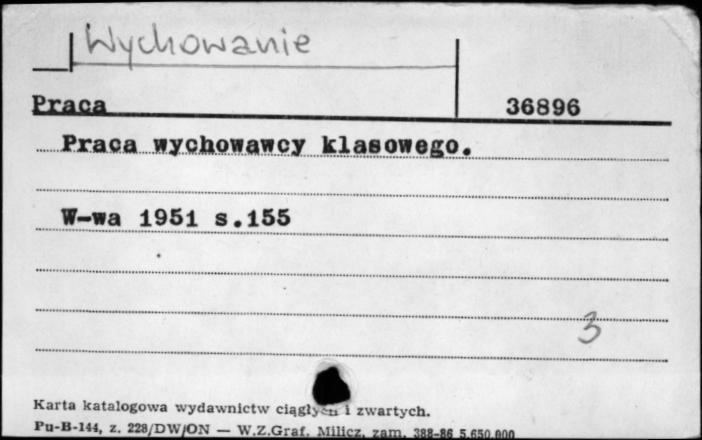 Wychowanie
Praca 36896
Praca wychowawcy klasowego.
W-wa 1951 s.155
3
Karta katalogowa wydawnictw ciągłych i zwartych.
Pu-B-144, z. 228/DW/ON — W.Z.Graf. Milicz, zam. 388-86 5.650.000